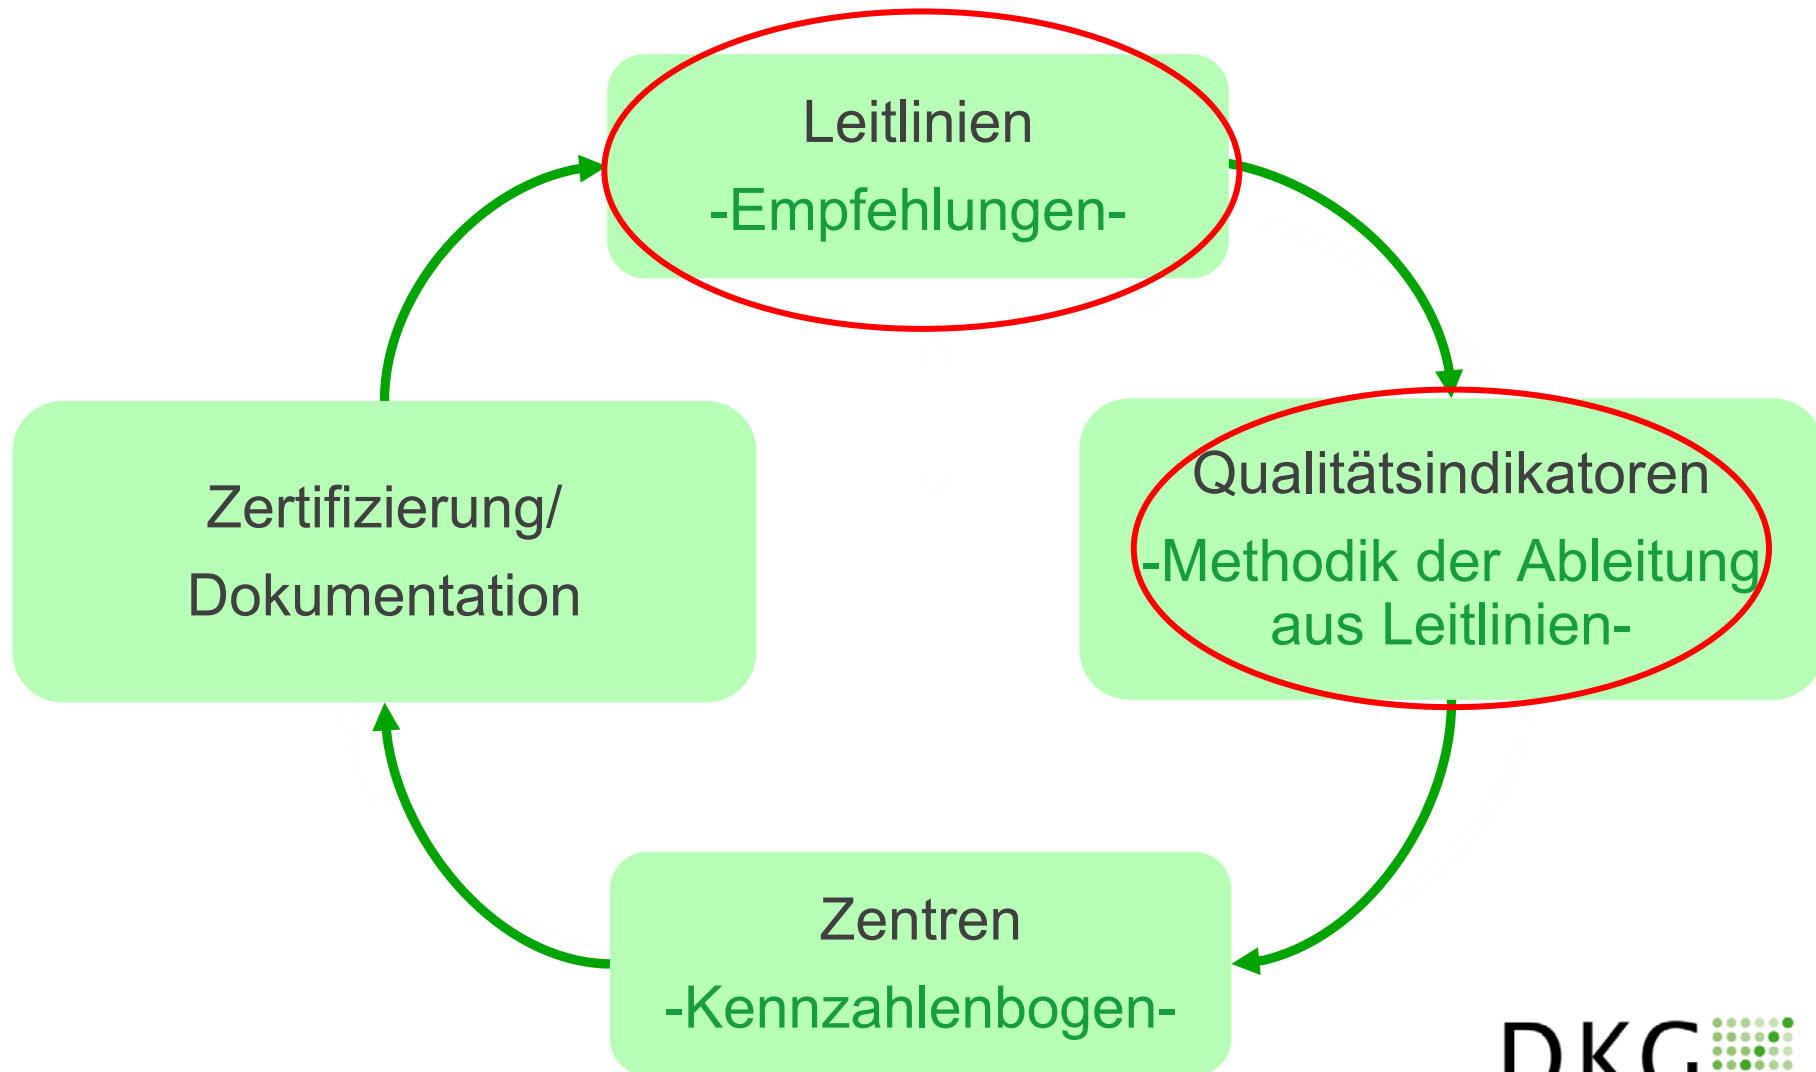 Leitlinien
-Empfehlungen-
Qualitätsindikatoren
-Methodik der Ableitung
aus Leitlinien-
Zertifizierung/
Dokumentation
Zentren
-Kennzahlenbogen-
DKG